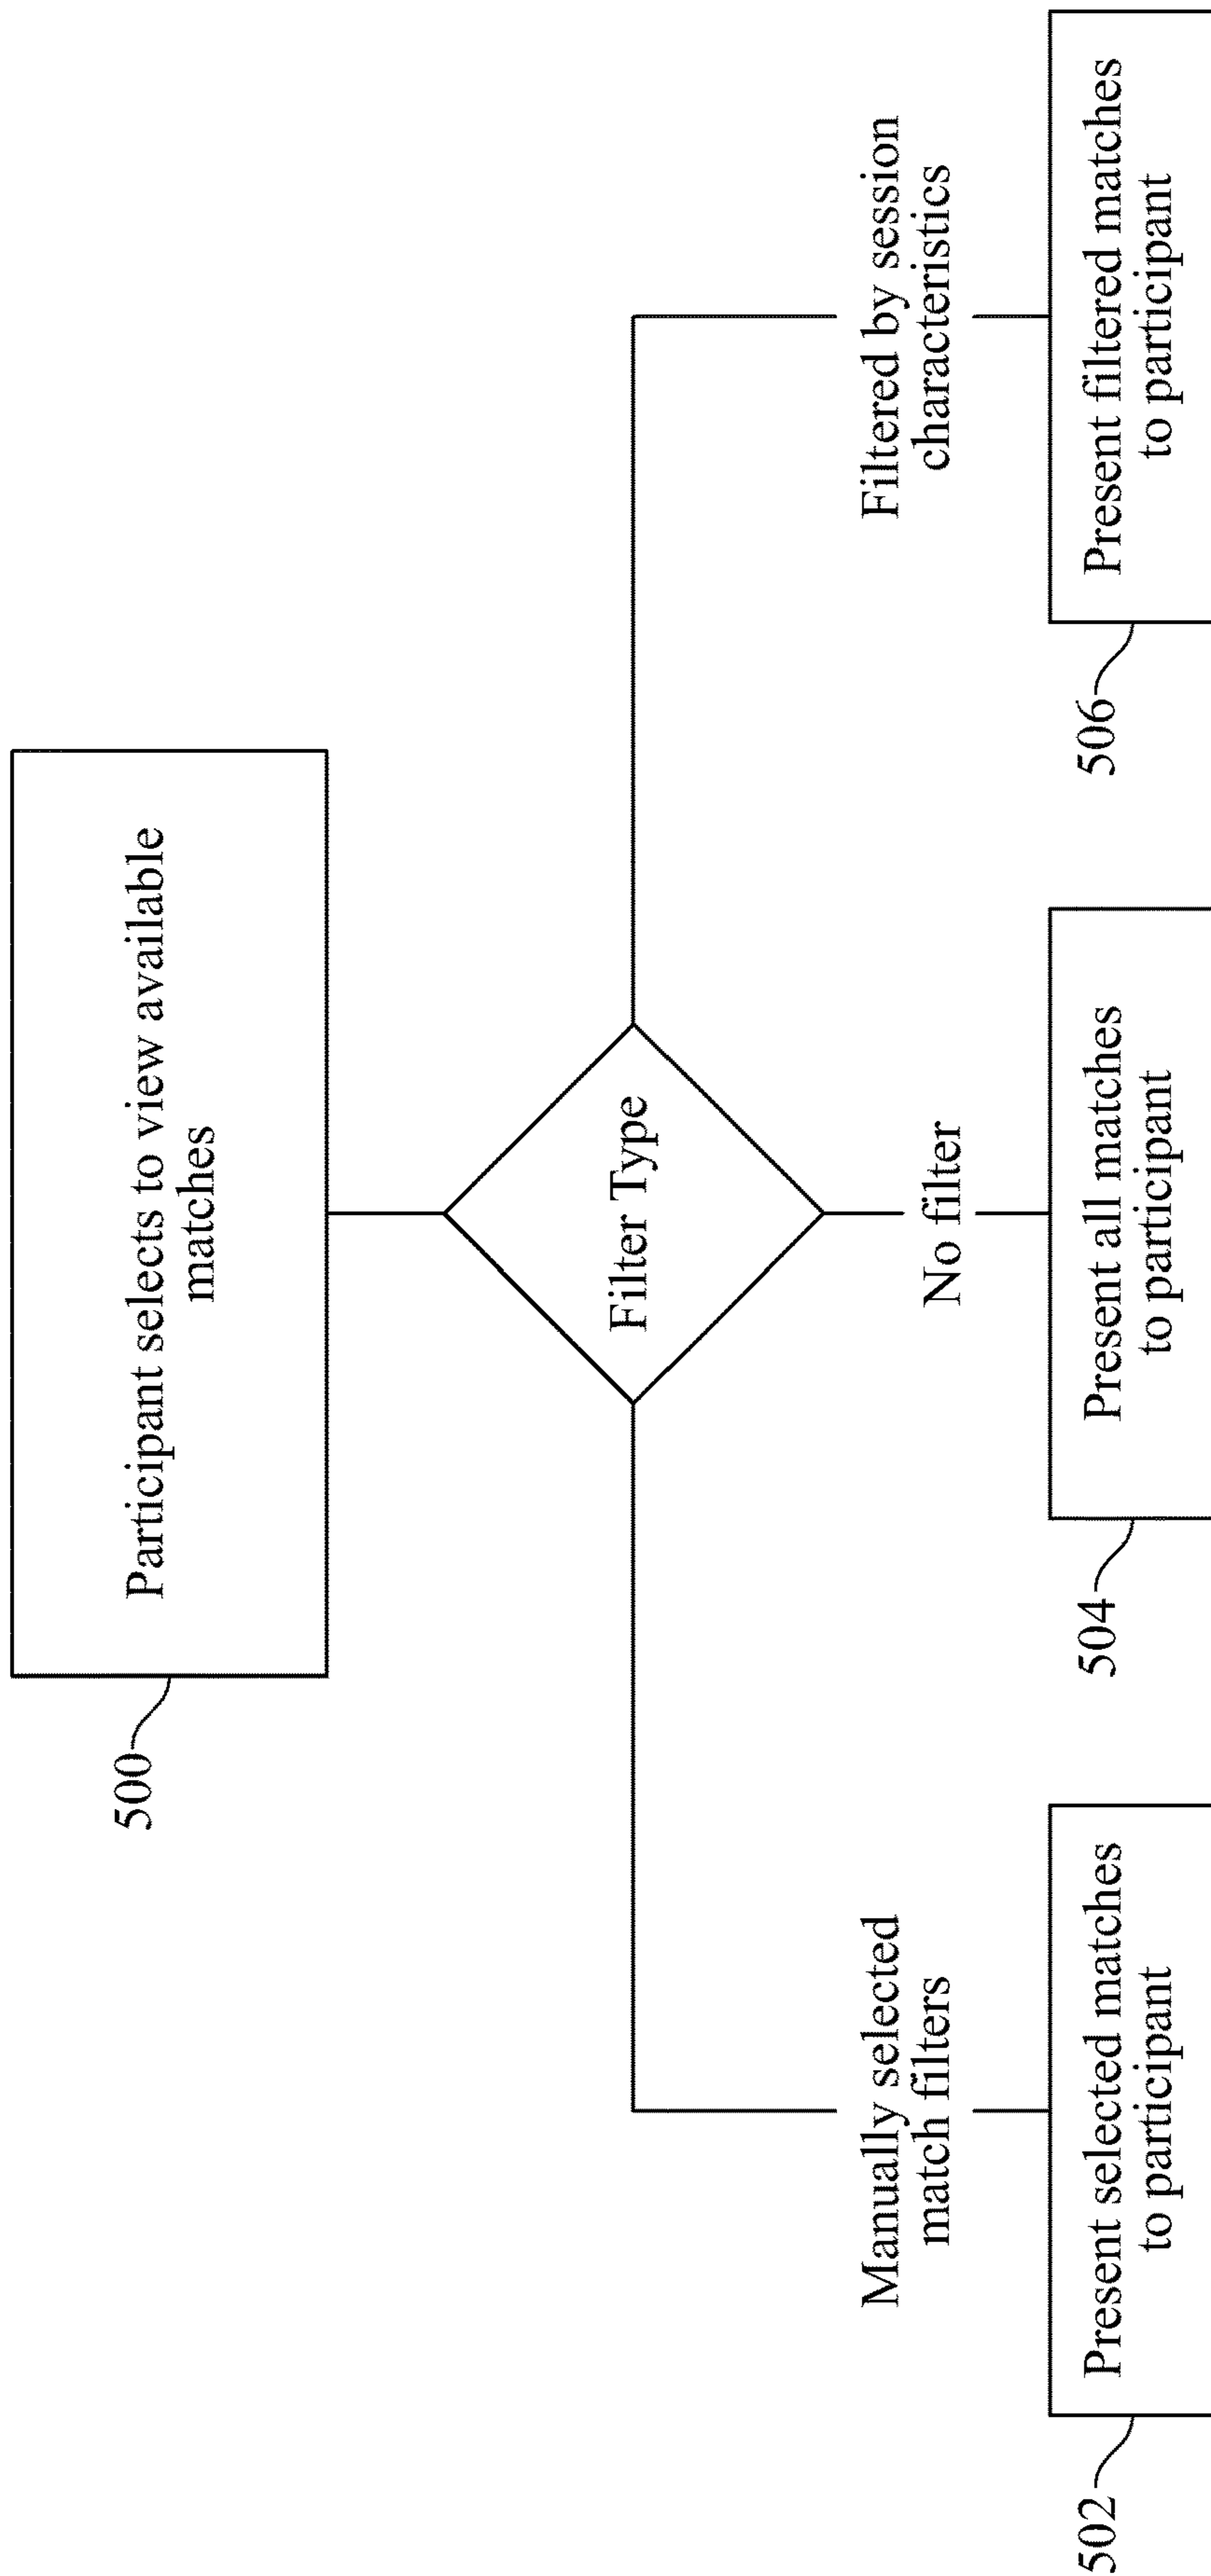 500
Participant selects to view available
matches
Filter Type
Manually selected
match filters
No filter
Filtered by session
characteristics
502
Present selected matches
to participant
504
Present all matches
to participant
506
Present filtered matches
to participant